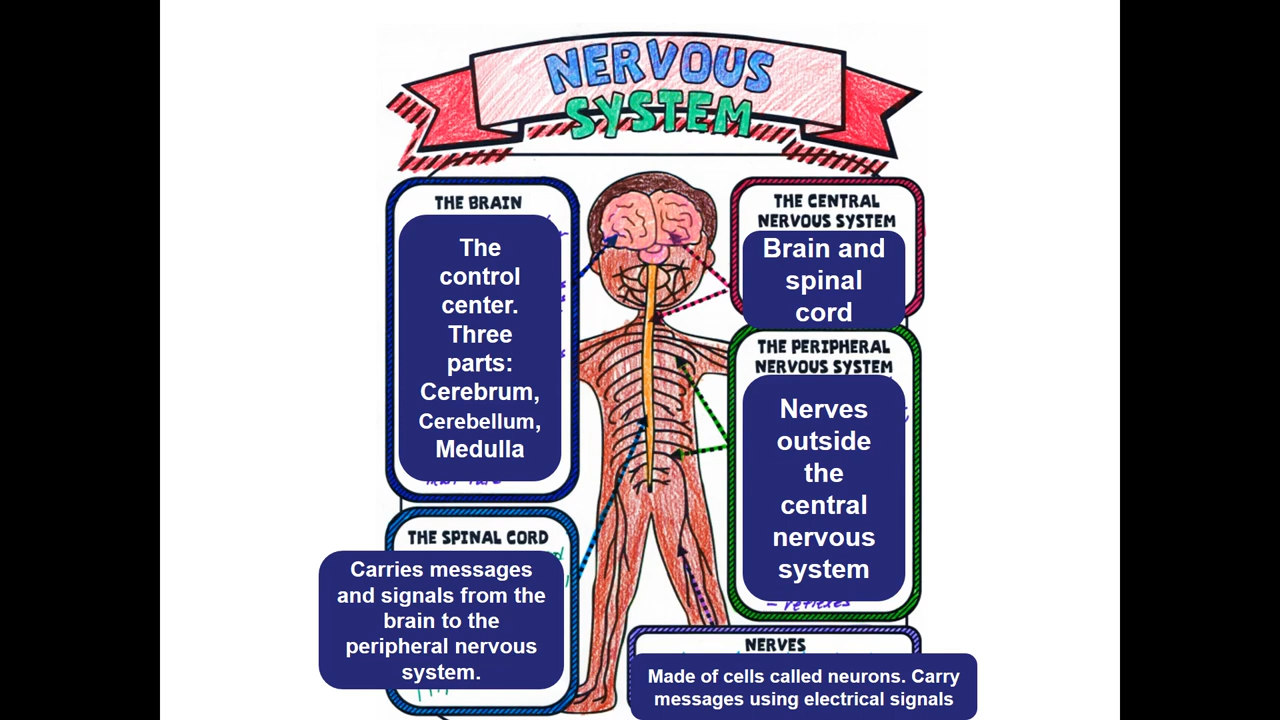 NERVOUS
SYSTEM
THE BRAIN
The
control
center.
Three
parts:
Cerebrum,
Cerebellum,
Medulla
THE SPINAL CORD
Carries messages
and signals from the
brain to the
peripheral nervous
system.
THE CENTRAL
NERVOUS SYSTEM
Brain and
spinal
cord
THE PERIPHERAL
NERVOUS SYSTEM
Nerves
outside
the
central
nervous
system
- reflexes
NERVES
Made of cells called neurons. Carry
messages using electrical signals